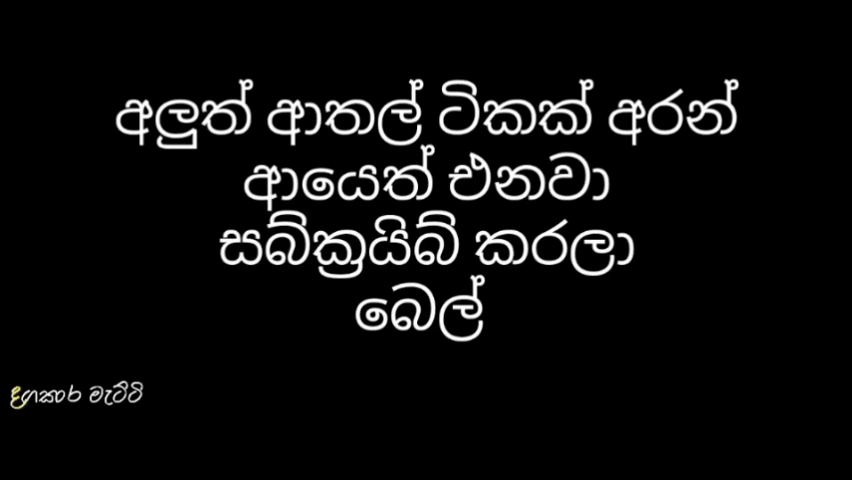 අලුත් ආතල් ටිකක් අරන්
ආයෙත් එනවා
සබ්ක්‍රයිබ් කරලා
බෙල්
මැට්ටි